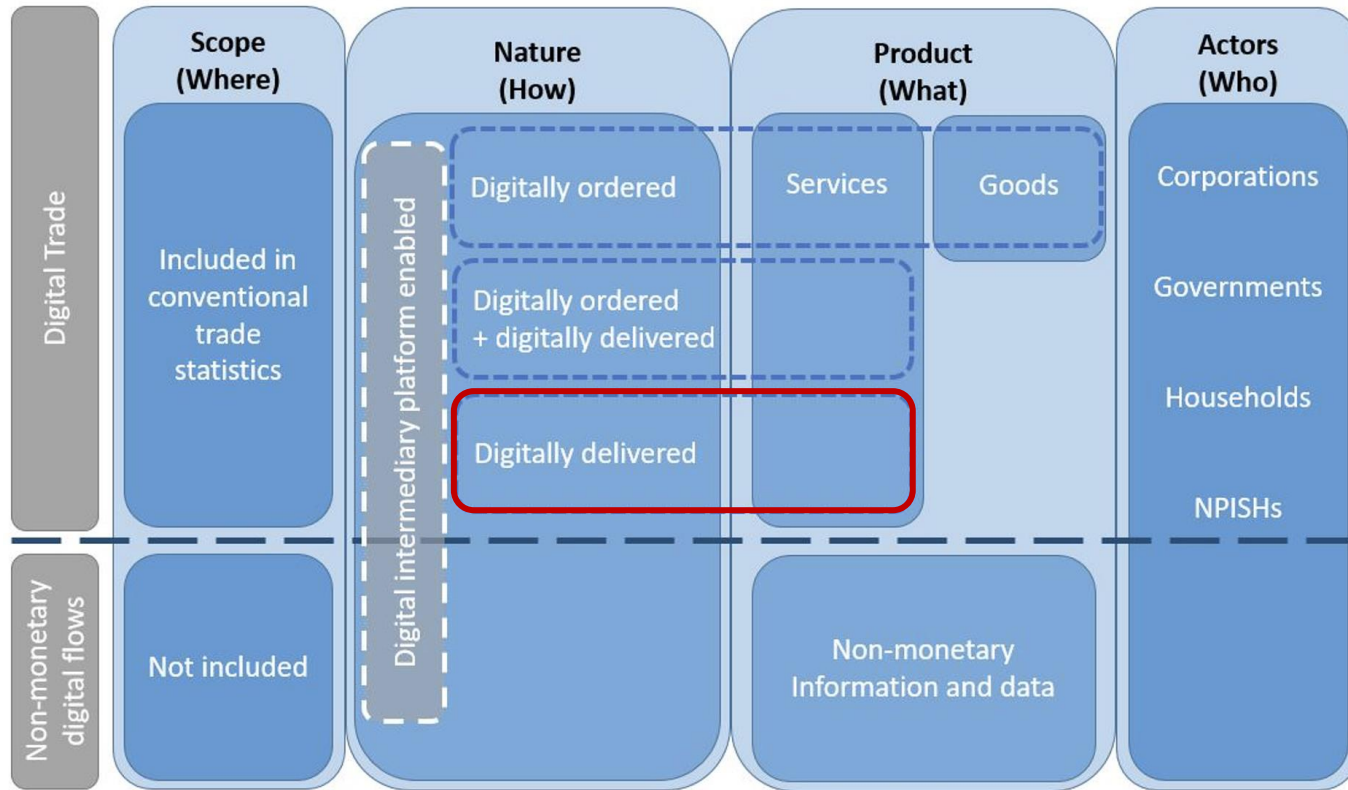 Scope
(Where)
Nature
(How)
Product
(What)
Actors
(Who)
Digital Trade
Included in
conventional
trade
statistics
Digital intermediary platform enabled
Digitally ordered
Services
Goods
Digitally ordered
+ digitally delivered
Digitally delivered
Corporations
Governments
Households
NPISHs
Non-monetary
digital flows
Not included
Non-monetary
Information and data